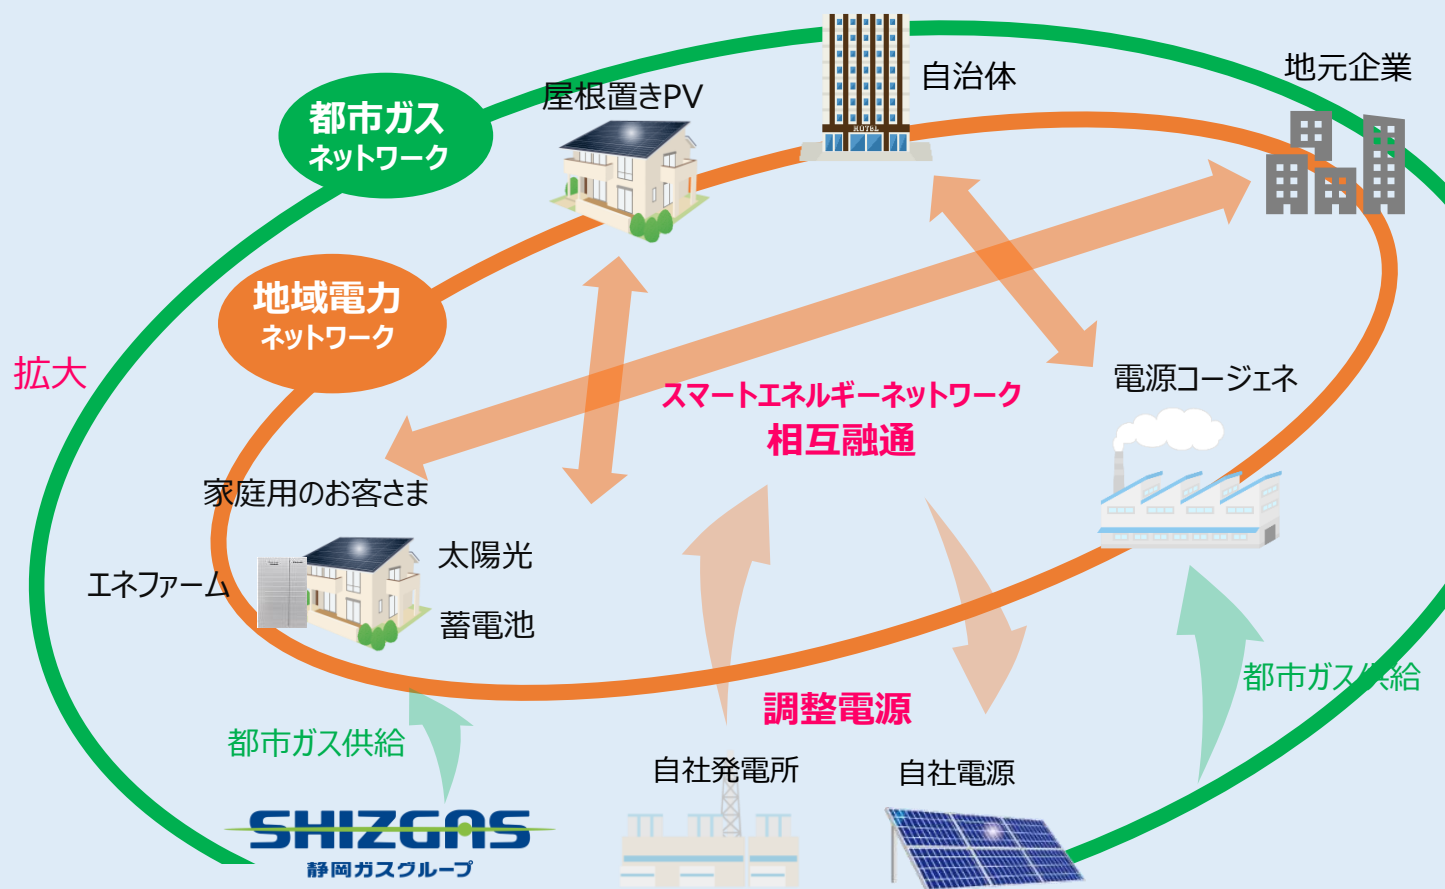 都市ガス
ネットワーク
屋根置きPV
自治体
HOTEL
地元企業
地域電力
ネットワーク
拡大
スマートエネルギーネットワーク
相互融通
電源コージェネ
家庭用のお客さま
エネファーム
太陽光
蓄電池
調整電源
都市ガス供給
都市ガス供給
自社発電所
自社電源
SHIZGAS
静岡ガスグループ